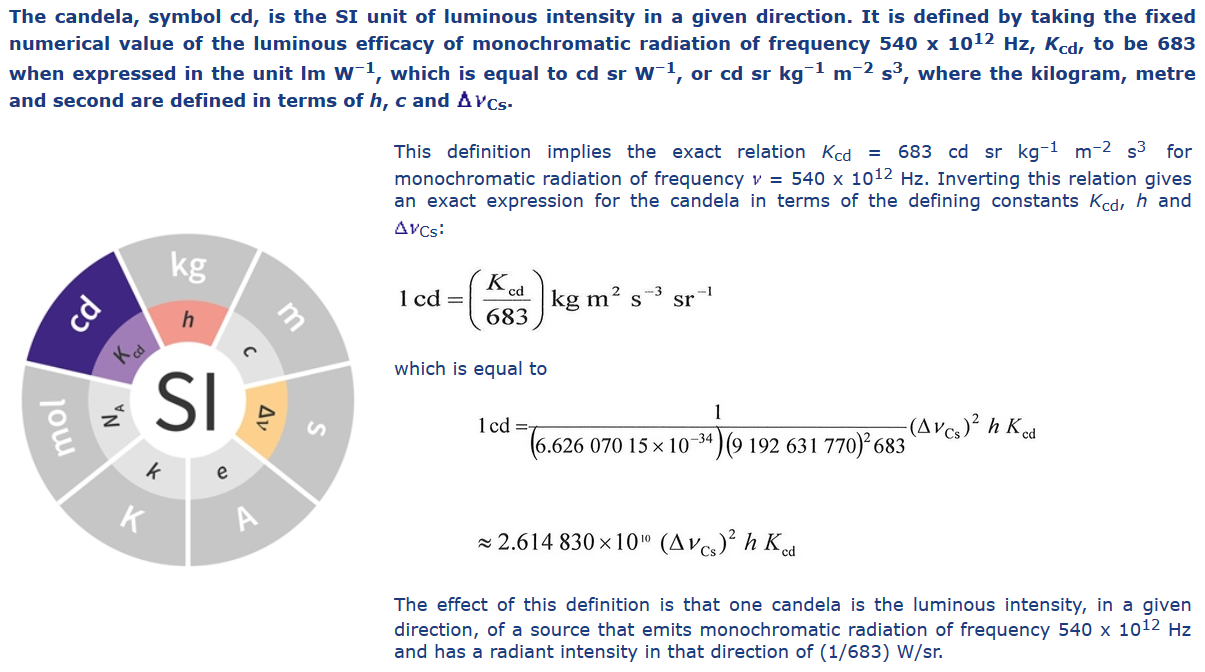 The candela, symbol cd, is the SI unit of luminous intensity in a given direction. It is defined by taking the fixed
numerical value of the luminous efficacy of monochromatic radiation of frequency 540 x 10¹² Hz, Kcd, to be 683
when expressed in the unit lm W⁻¹, which is equal to cd sr W⁻¹, or cd sr kg⁻¹ m⁻² s³, where the kilogram, metre
and second are defined in terms of h, c and ΔνCs.
This definition implies the exact relation Kcd = 683 cd sr kg⁻¹ m⁻² s³ for
monochromatic radiation of frequency ν = 540 x 10¹² Hz. Inverting this relation gives
an exact expression for the candela in terms of the defining constants Kcd, h and
ΔνCs:
1 cd = (Kcd / 683) kg m² s⁻³ sr⁻¹
which is equal to
1 cd = 1 / (6.626 070 15 × 10⁻³⁴)(9 192 631 770)² 683 (ΔνCs)² h Kcd
≈ 2.614 830 × 10¹⁰ (ΔνCs)² h Kcd
The effect of this definition is that one candela is the luminous intensity, in a given
direction, of a source that emits monochromatic radiation of frequency 540 x 10¹² Hz
and has a radiant intensity in that direction of (1/683) W/sr.
kg
m
s
A
K
mol
cd
h
c
Δν
e
k
NA
Kcd
SI